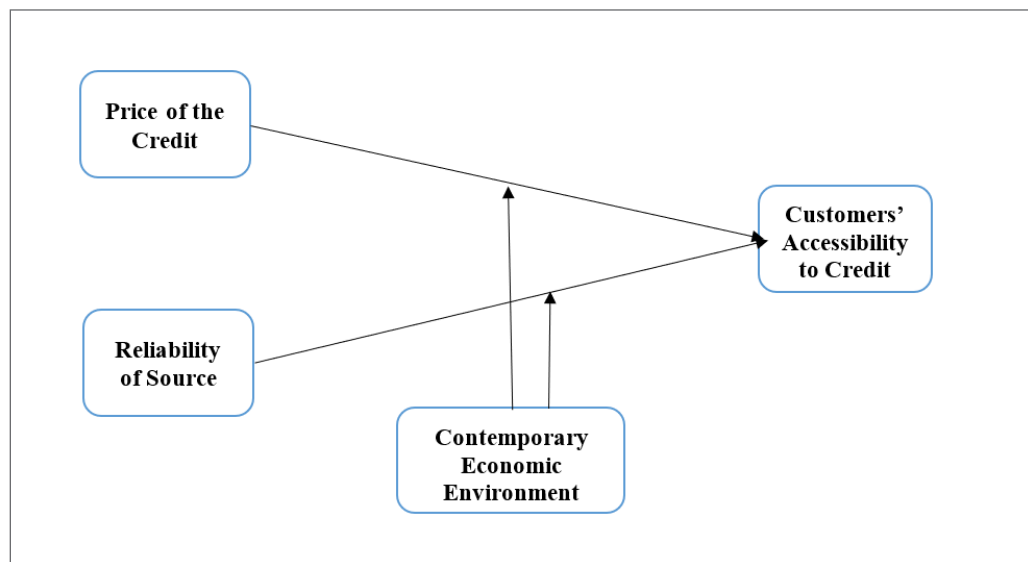 Price of the
Credit
Customers’
Accessibility
to Credit
Reliability
of Source
Contemporary
Economic
Environment